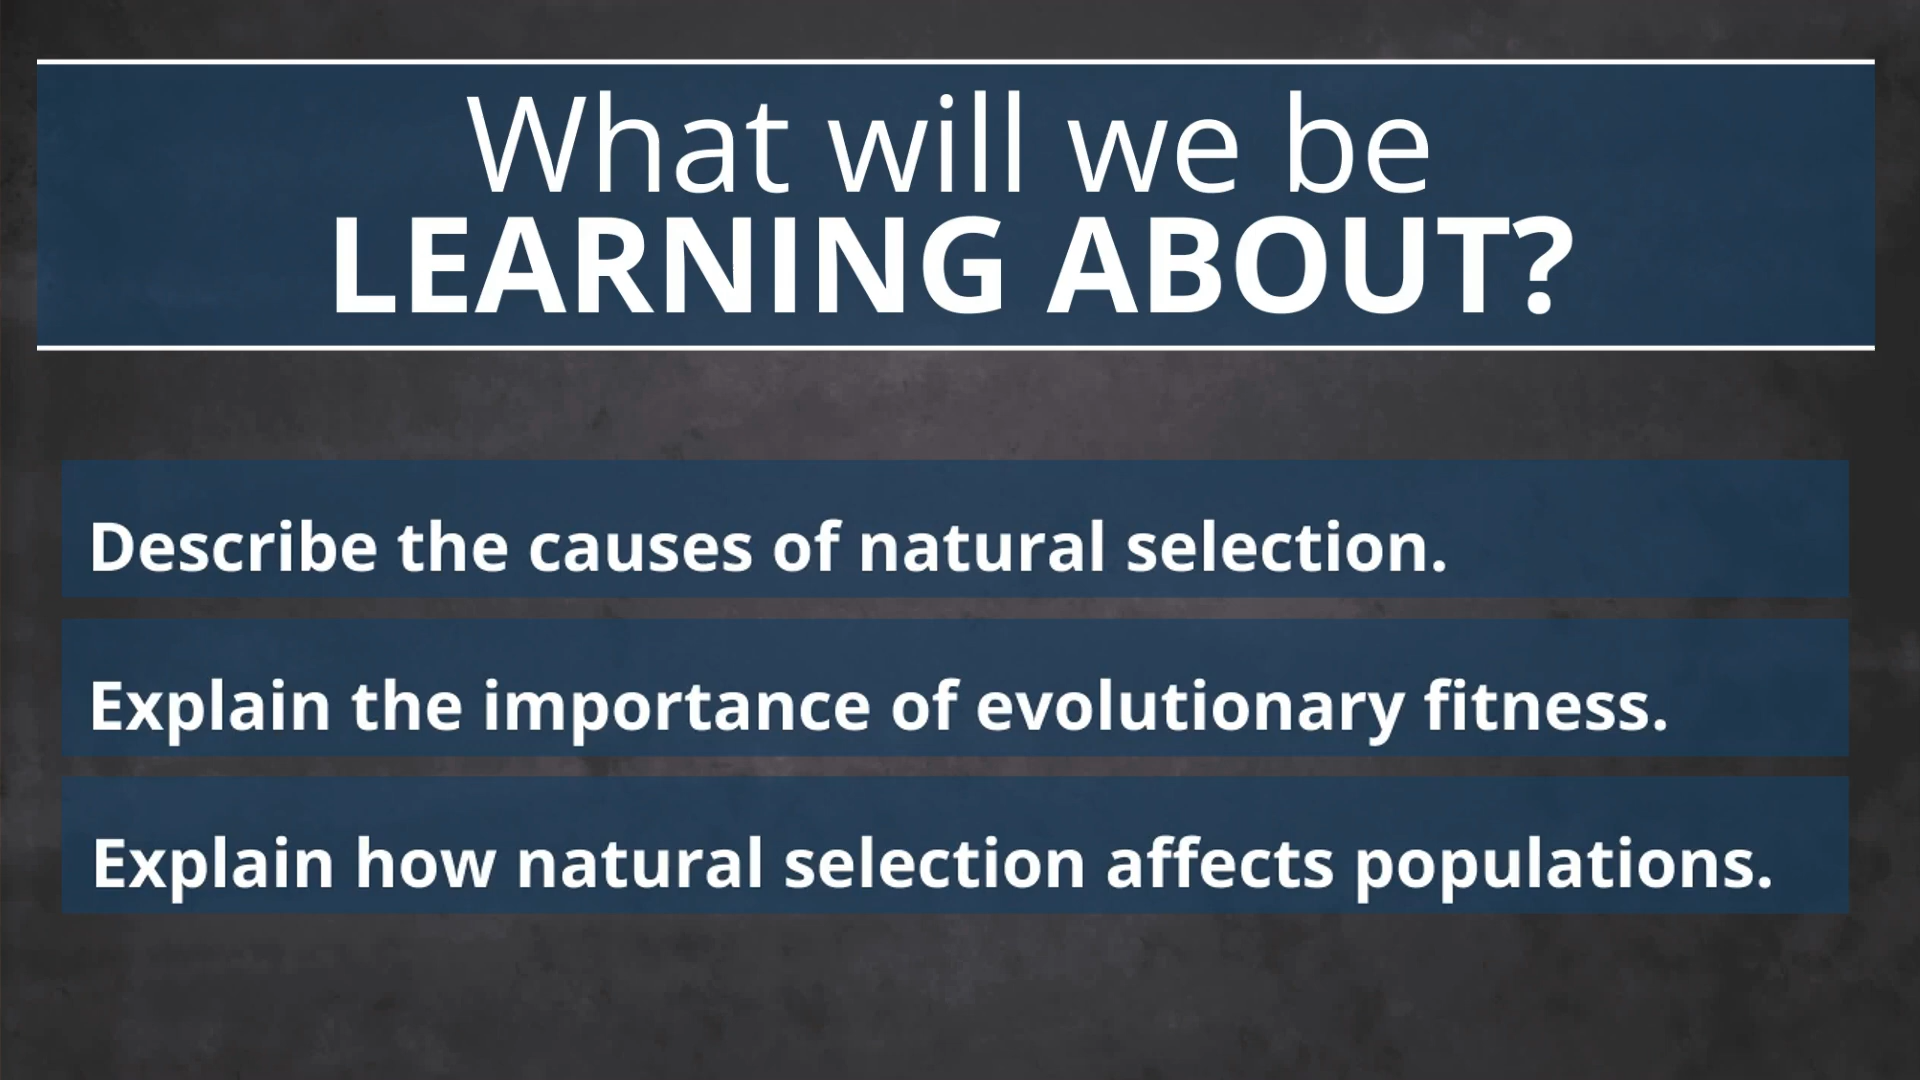 What will we be
LEARNING ABOUT?
Describe the causes of natural selection.
Explain the importance of evolutionary fitness.
Explain how natural selection affects populations.